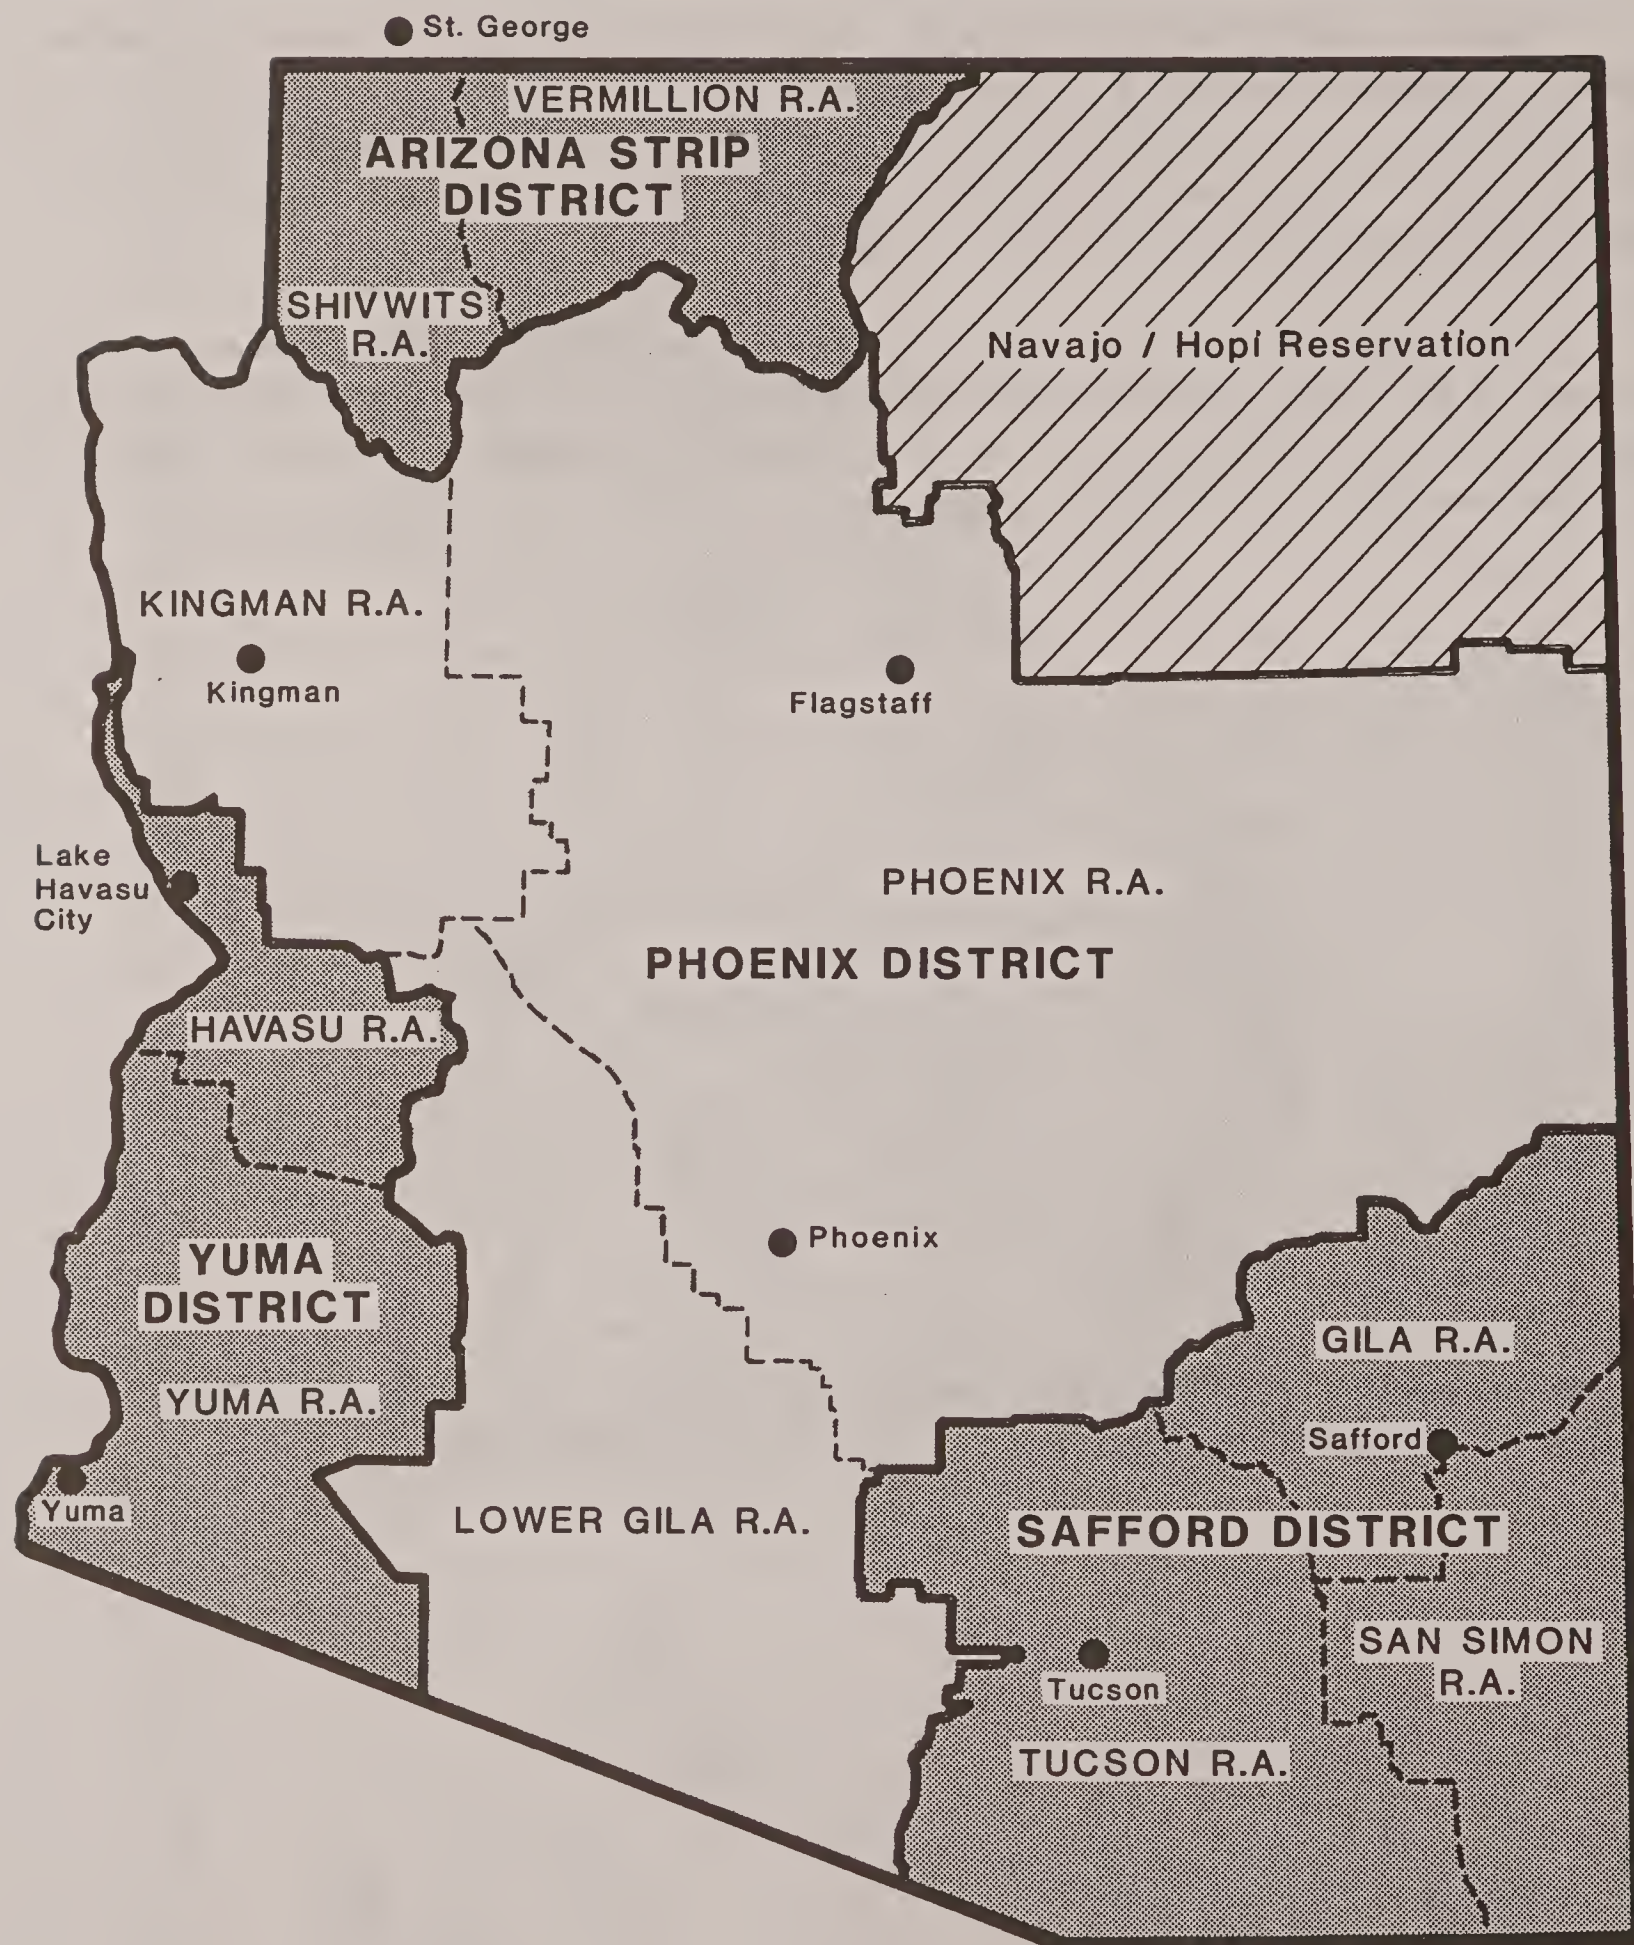 St. George
VERMILLION R.A.
ARIZONA STRIP
DISTRICT
SHIVWITS
R.A.
Navajo / Hopi Reservation
KINGMAN R.A.
Kingman
Flagstaff
Lake
Havasu
City
PHOENIX R.A.
PHOENIX DISTRICT
HAVASU R.A.
Phoenix
YUMA
DISTRICT
GILA R.A.
YUMA R.A.
Safford
Yuma
LOWER GILA R.A.
SAFFORD DISTRICT
SAN SIMON
R.A.
Tucson
TUCSON R.A.